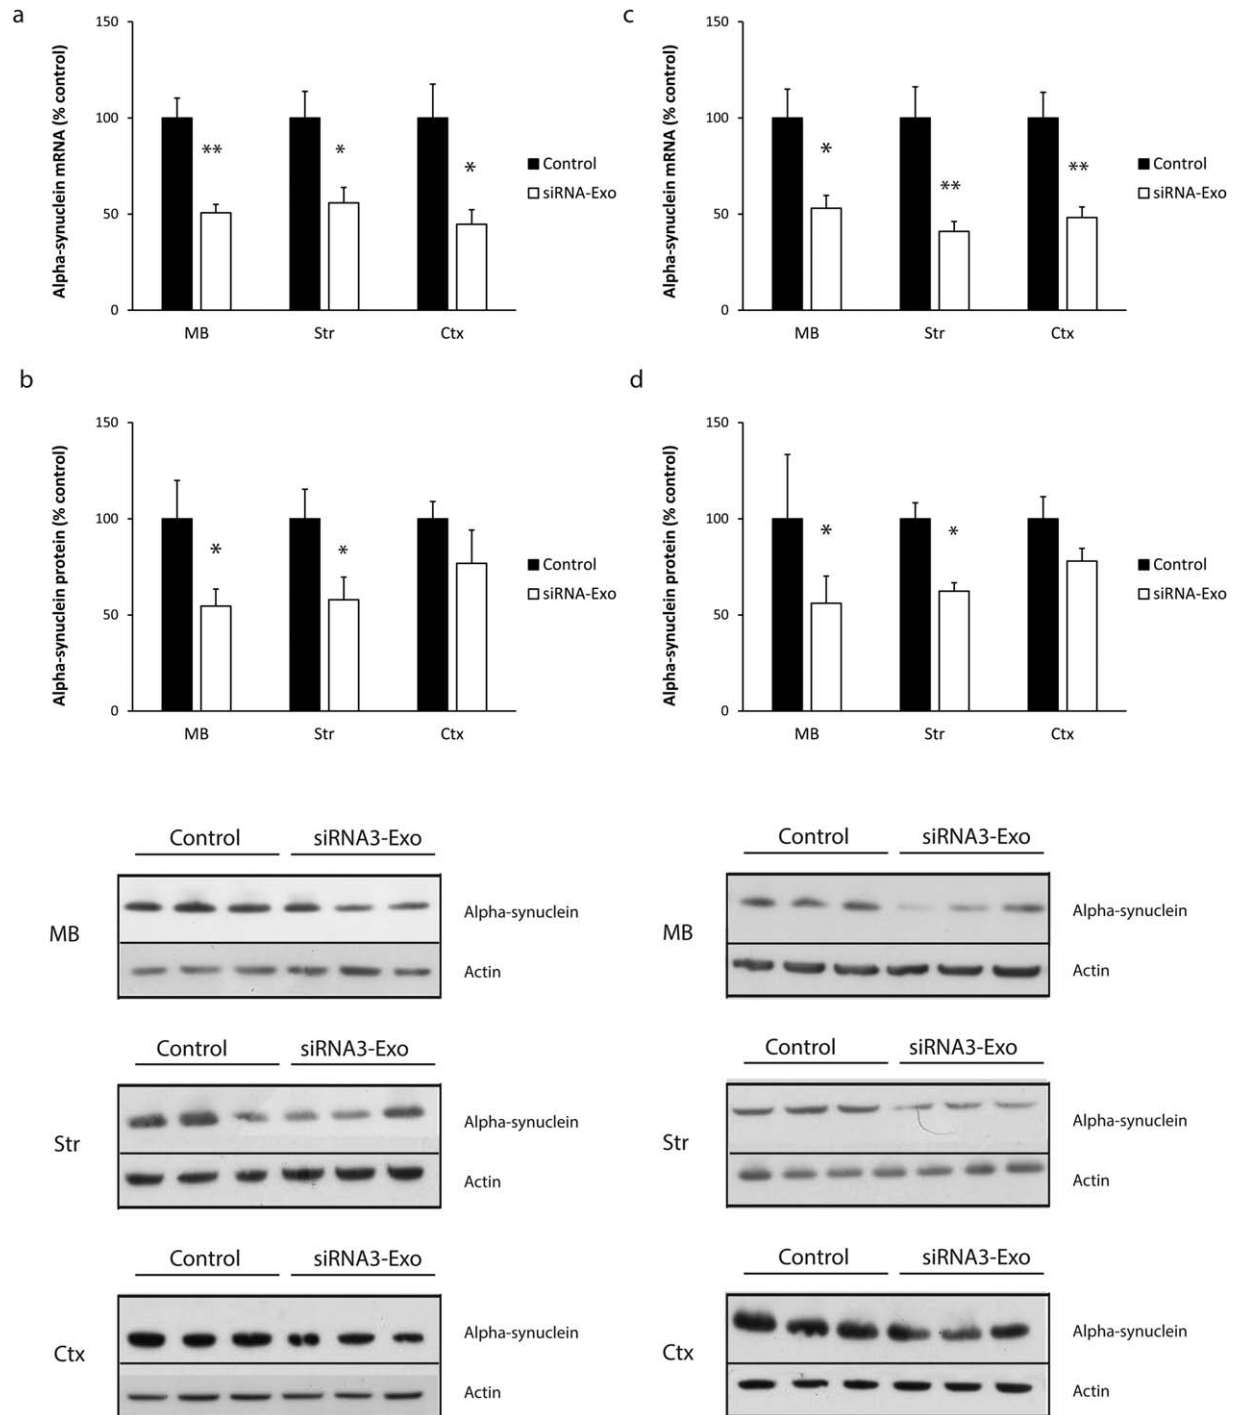 a
Alpha-synuclein mRNA (% control)
150
100
50
0
**
*
*
MB Str Ctx
Control
siRNA-Exo
c
Alpha-synuclein mRNA (% control)
150
100
50
0
*
**
**
MB Str Ctx
Control
siRNA-Exo
b
Alpha-synuclein protein (% control)
150
100
50
0
*
*
MB Str Ctx
Control
siRNA-Exo
d
Alpha-synuclein protein (% control)
150
100
50
0
*
*
MB Str Ctx
Control
siRNA-Exo
Control siRNA3-Exo
MB
Alpha-synuclein
Actin
Control siRNA3-Exo
Str
Alpha-synuclein
Actin
Control siRNA3-Exo
Ctx
Alpha-synuclein
Actin
Control siRNA3-Exo
MB
Alpha-synuclein
Actin
Control siRNA3-Exo
Str
Alpha-synuclein
Actin
Control siRNA3-Exo
Ctx
Alpha-synuclein
Actin